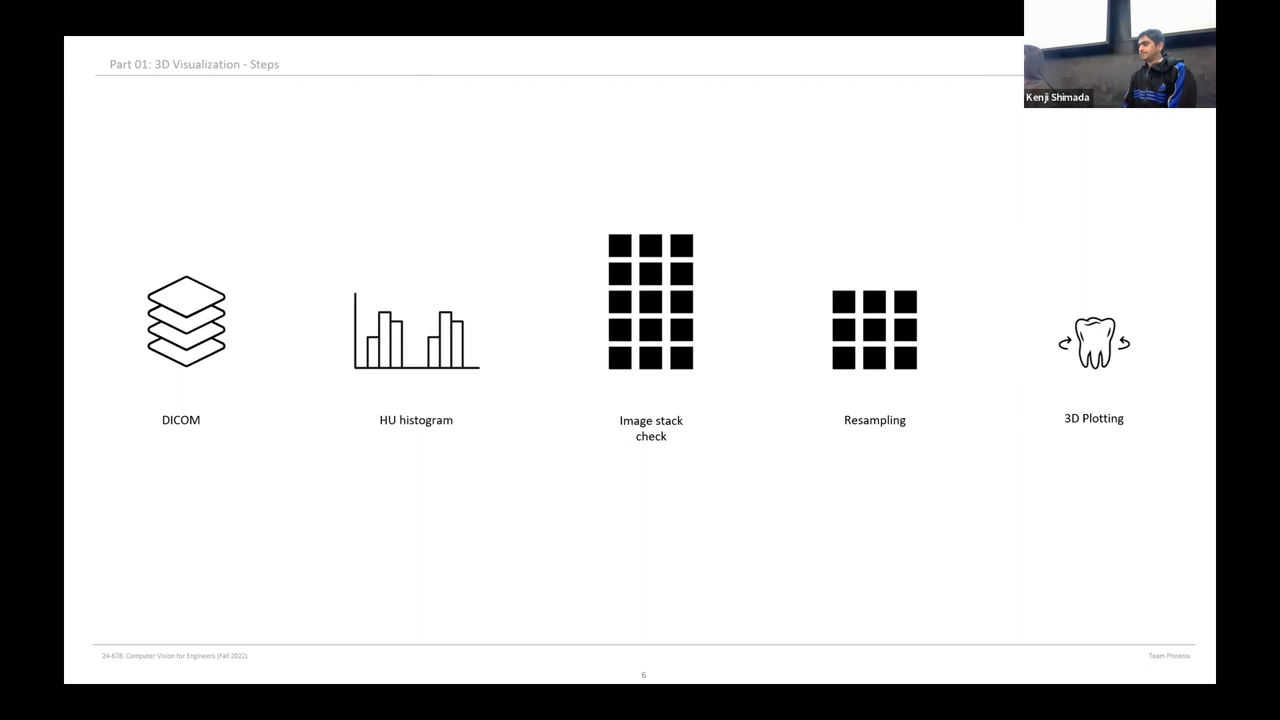 Part 01: 3D Visualization - Steps
Kenji Shimada
DICOM
HU histogram
Image stack
check
Resampling
3D Plotting
24-678: Computer Vision for Engineers (Fall 2022)
Team Phoenix
6